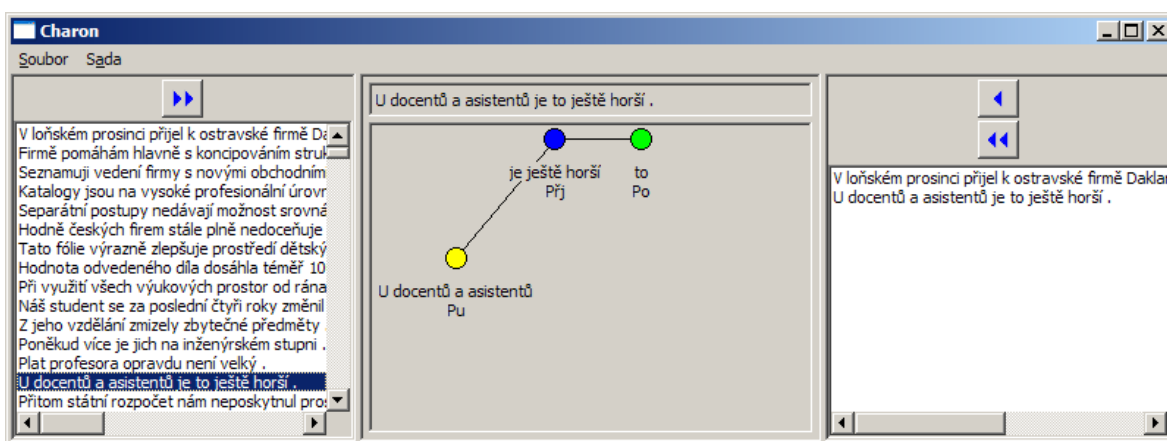 Charon
Soubor Sada
V loňském prosinci přijel k ostravské firmě Da
Firmě pomáhám hlavně s koncipováním struk
Seznamuji vedení firmy s novými obchodním
Katalogy jsou na vysoké profesionální úrovr
Separátní postupy nedávají možnost srovná
Hodně českých firem stále plně nedoceňuje
Tato fólie výrazně zlepšuje prostředí dětský
Hodnota odvedeného díla dosáhla téměř 10
Při využití všech výukových prostor od rána
Náš student se za poslední čtyři roky změnil
Z jeho vzdělání zmizely zbytečné předměty .
Poněkud více je jich na inženýrském stupni .
Plat profesora opravdu není velký .
U docentů a asistentů je to ještě horší .
Přitom státní rozpočet nám neposkytnul pros
U docentů a asistentů je to ještě horší .
je ještě horší to
Přj Po
U docentů a asistentů
Pu
V loňském prosinci přijel k ostravské firmě Daklar
U docentů a asistentů je to ještě horší .